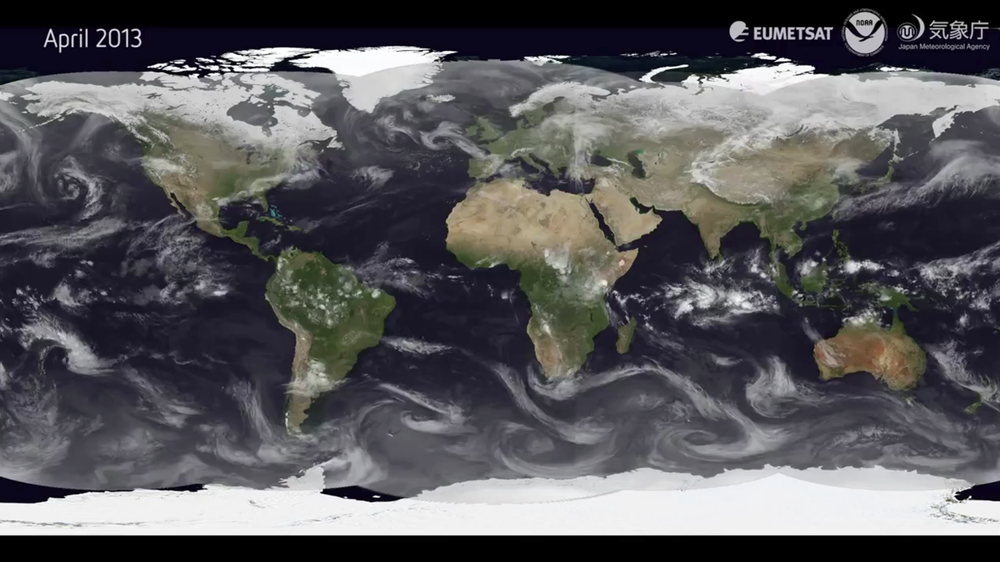 April 2013
EUMETSAT
NOAA
気象庁
Japan Meteorological Agency